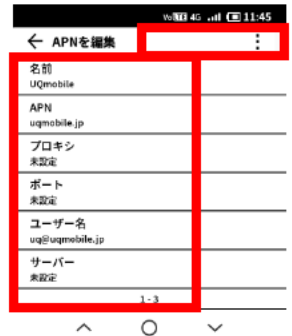 VoLTE 4G 11:45
← APNを編集
名前
UQmobile
APN
uqmobile.jp
プロキシ
未設定
ポート
未設定
ユーザー名
uq@uqmobile.jp
サーバー
未設定
1-3